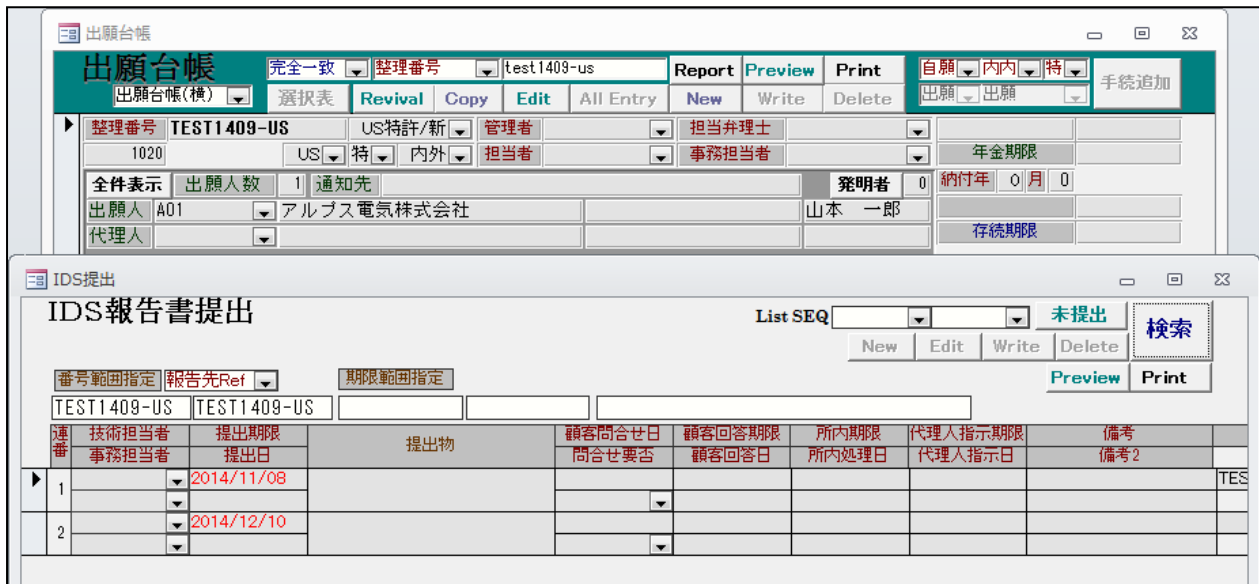 出願台帳
出願台帳 完全一致 整理番号 test1409-us Report Preview Print 自願 内内 特 手続追加
出願台帳(横) 選択表 Revival Copy Edit All Entry New Write Delete 出願 出願
整理番号 TEST1409-US US特許/新 管理者 担当弁理士
1020 US 特 内外 担当者 事務担当者 年金期限
全件表示 出願人数 1 通知先 発明者 0 納付年 0 月 0
出願人 A01 アルプス電気株式会社 山本 一郎
代理人 存続期限
IDS提出
IDS報告書提出 List SEQ 未提出 検索
New Edit Write Delete
番号範囲指定 報告先Ref 期限範囲指定 Preview Print
TEST1409-US TEST1409-US
連番 技術担当者 提出期限 提出物 顧客問合せ日 顧客回答期限 所内期限 代理人指示期限 備考
事務担当者 提出日 問合せ要否 顧客回答日 所内処理日 代理人指示日 備考2
1 2014/11/08 TES
2 2014/12/10